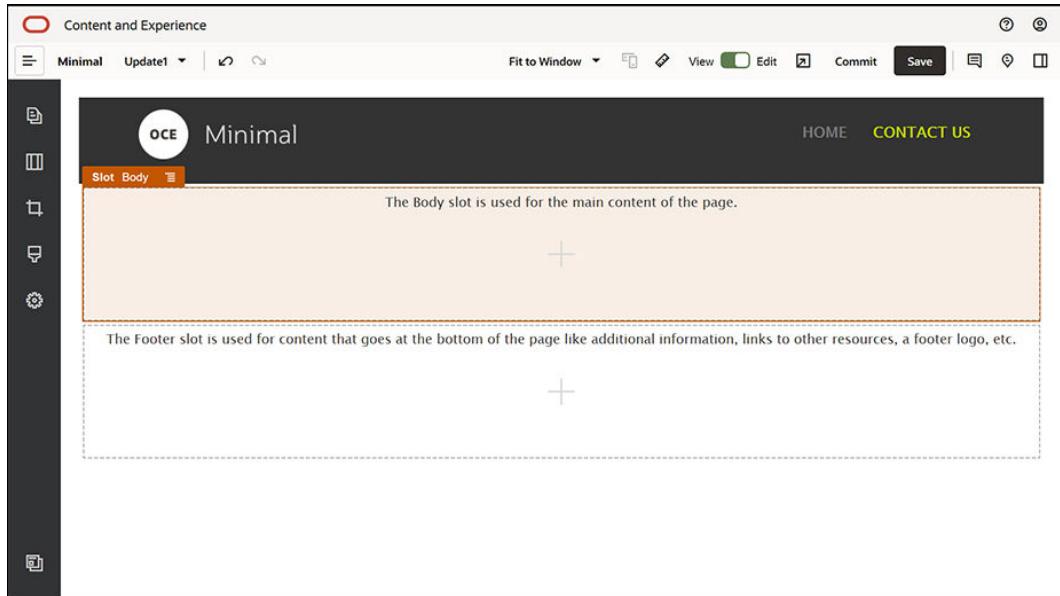 Content and Experience
Minimal Update1 Fit to Window View Edit Commit Save
OCE Minimal HOME CONTACT US
Slot Body
The Body slot is used for the main content of the page.
The Footer slot is used for content that goes at the bottom of the page like additional information, links to other resources, a footer logo, etc.